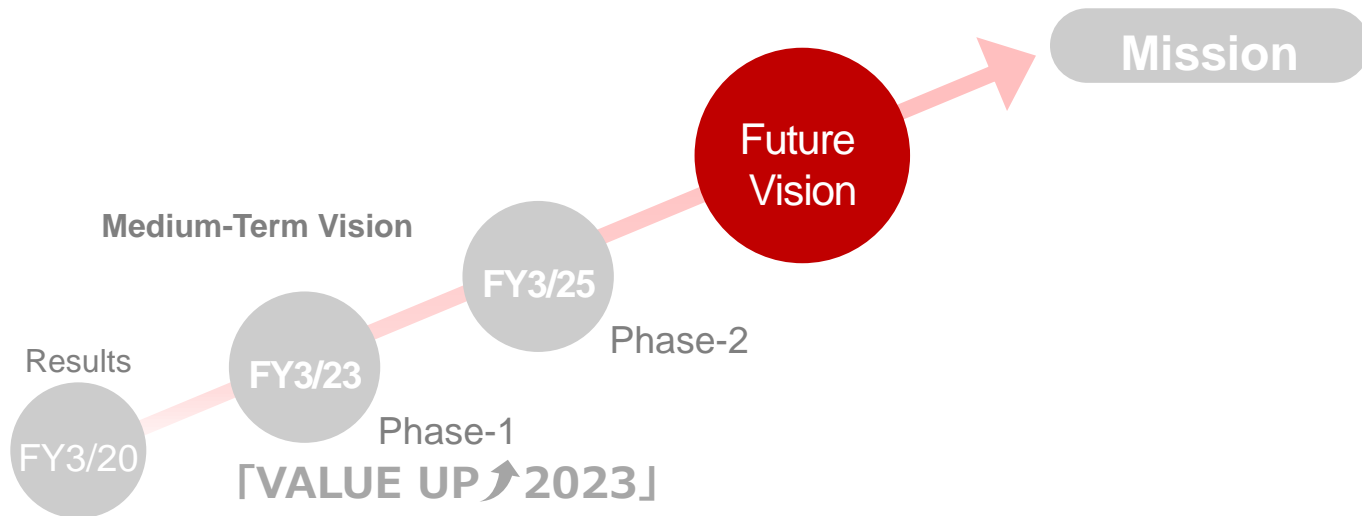 Mission
Future
Vision
Medium-Term Vision
FY3/25
Phase-2
Results
FY3/23
Phase-1
FY3/20
「VALUE UP 2023」